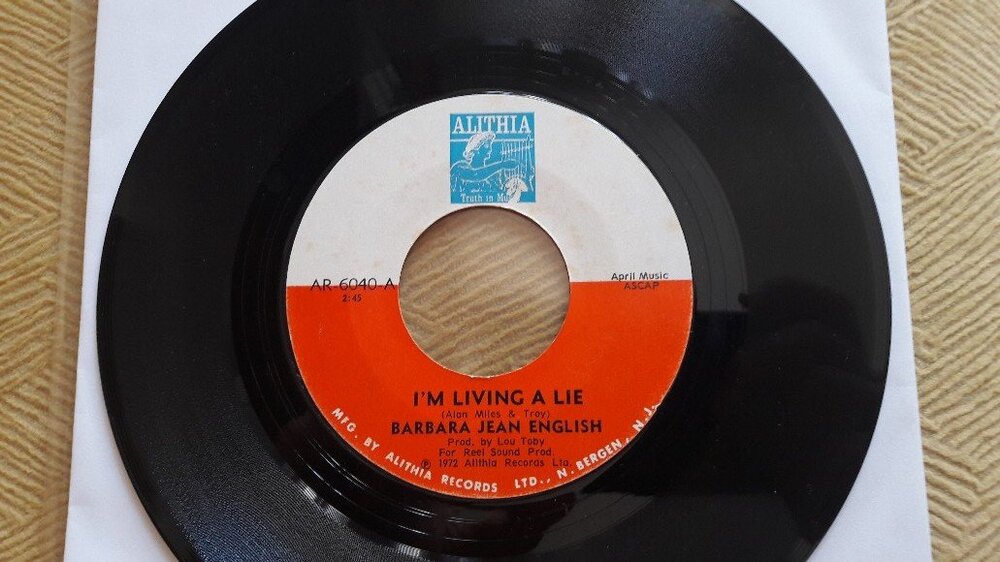 ALITHIA
Truth in Mu
AR-6040-A
2:45
April Music
ASCAP
I'M LIVING A LIE
(Alan Miles & Troy)
BARBARA JEAN ENGLISH
Prod. by Lou Toby
For Reel Sound Prod.
℗ 1972 Alithia Records Ltd.
MFG. BY ALITHIA RECORDS LTD., N. BERGEN, N.J.